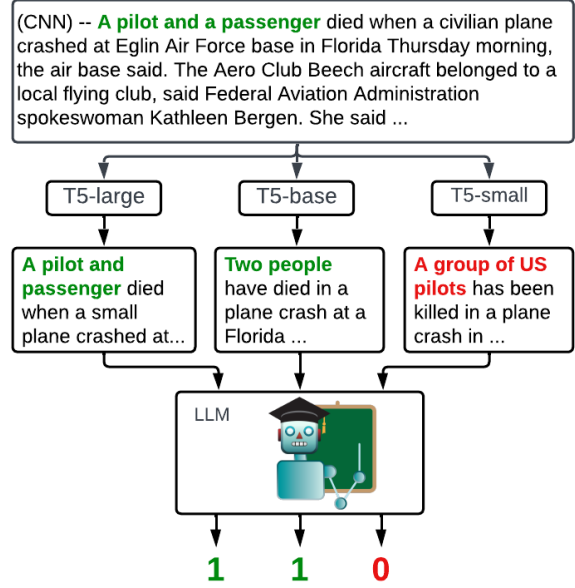 (CNN) -- A pilot and a passenger died when a civilian plane
crashed at Eglin Air Force base in Florida Thursday morning,
the air base said. The Aero Club Beech aircraft belonged to a
local flying club, said Federal Aviation Administration
spokeswoman Kathleen Bergen. She said ...
T5-large
T5-base
T5-small
A pilot and
passenger died
when a small
plane crashed at...
Two people
have died in a
plane crash at a
Florida ...
A group of US
pilots has been
killed in a plane
crash in ...
LLM
1
1
0